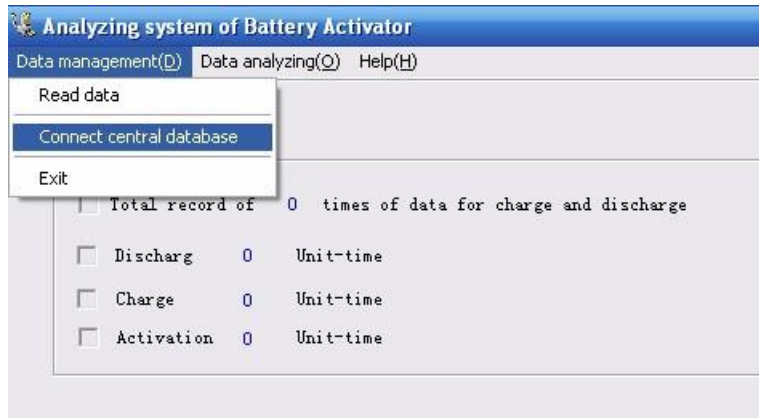 Analyzing system of Battery Activator
Data management(D) Data analyzing(O) Help(H)
Read data
Connect central database
Exit
Total record of 0 times of data for charge and discharge
Discharg 0 Unit-time
Charge 0 Unit-time
Activation 0 Unit-time